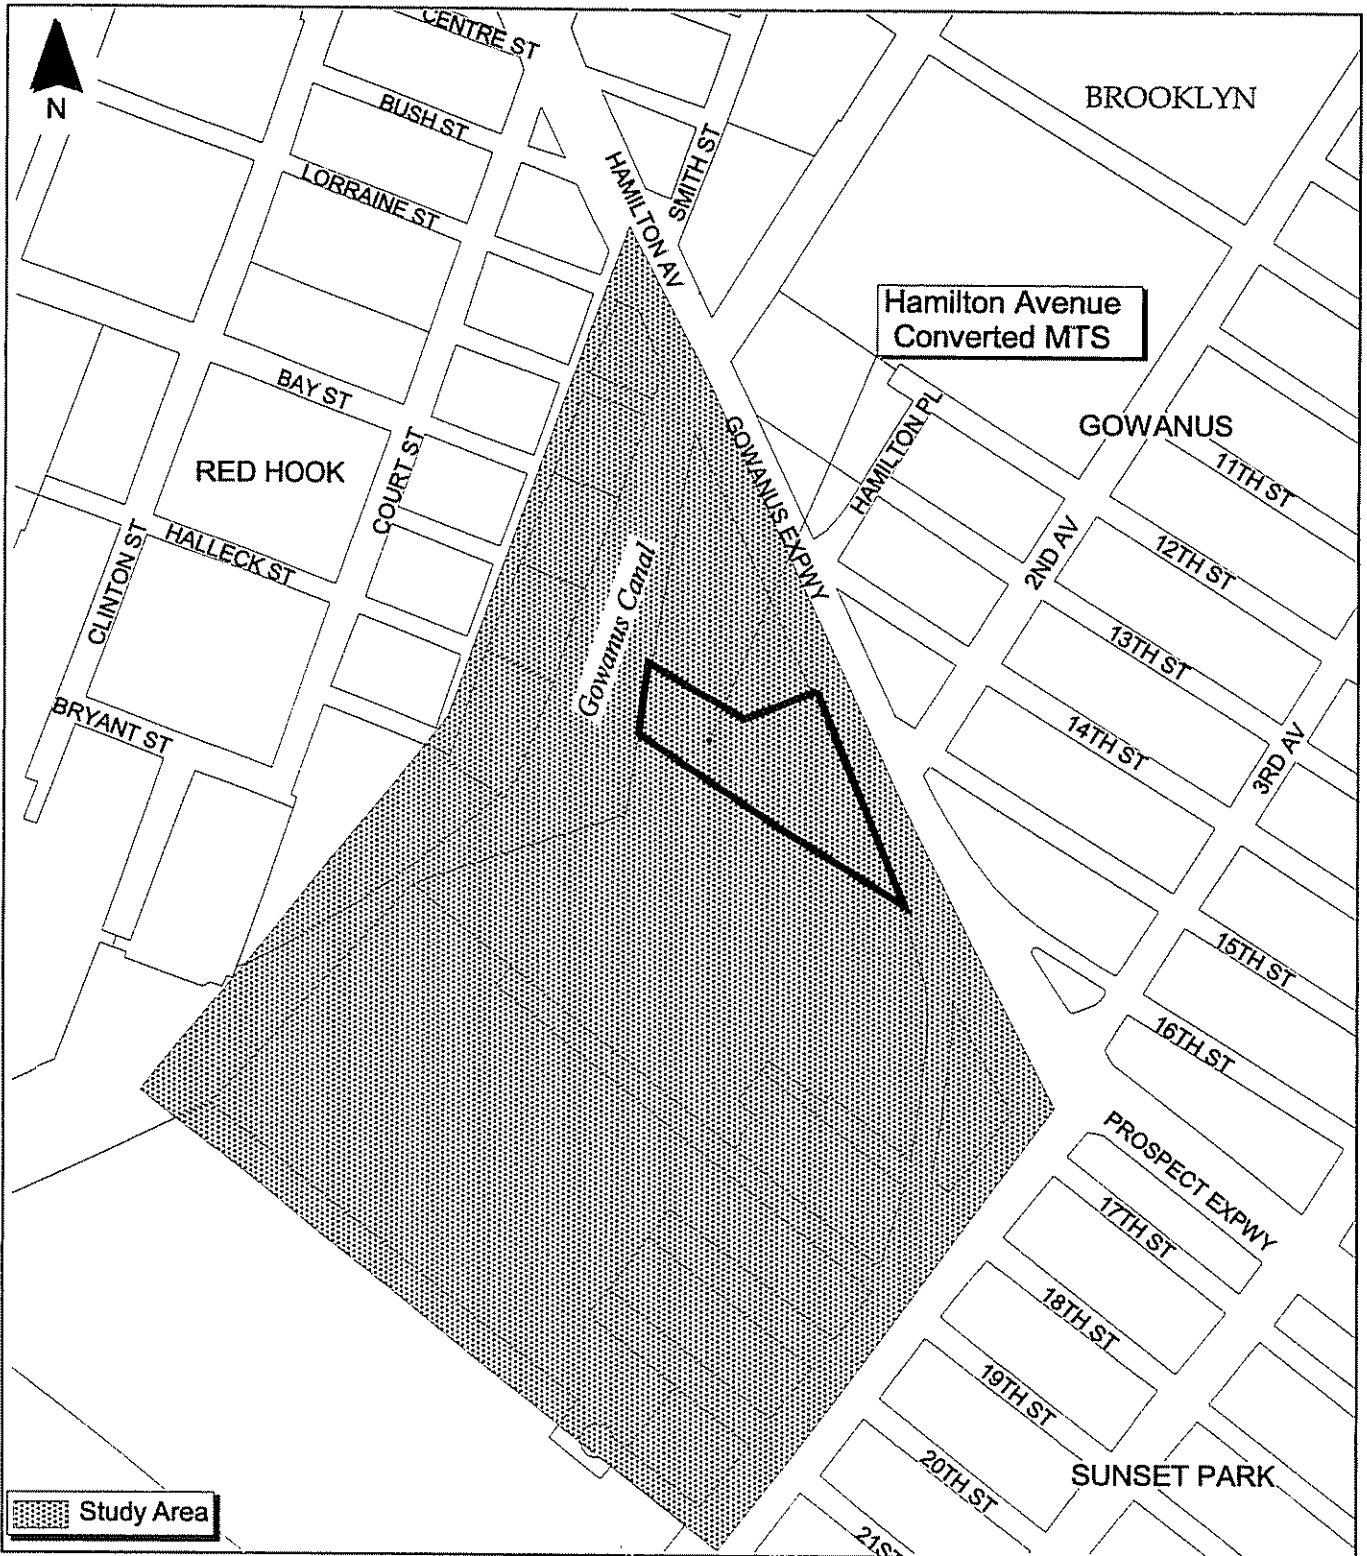 CENTRE ST
N
BUSH ST
BROOKLYN
LORRAINE ST
HAMILTON AV
SMITH ST
Hamilton Avenue
Converted MTS
BAY ST
RED HOOK
COURT ST
GOWANUS EXPWY
HAMILTON PL
GOWANUS
11TH ST
CLINTON ST
HALLECK ST
Gowanus Canal
2ND AV
12TH ST
13TH ST
BRYANT ST
14TH ST
3RD AV
15TH ST
16TH ST
PROSPECT EXPWY
17TH ST
18TH ST
19TH ST
20TH ST
SUNSET PARK
Study Area
21ST